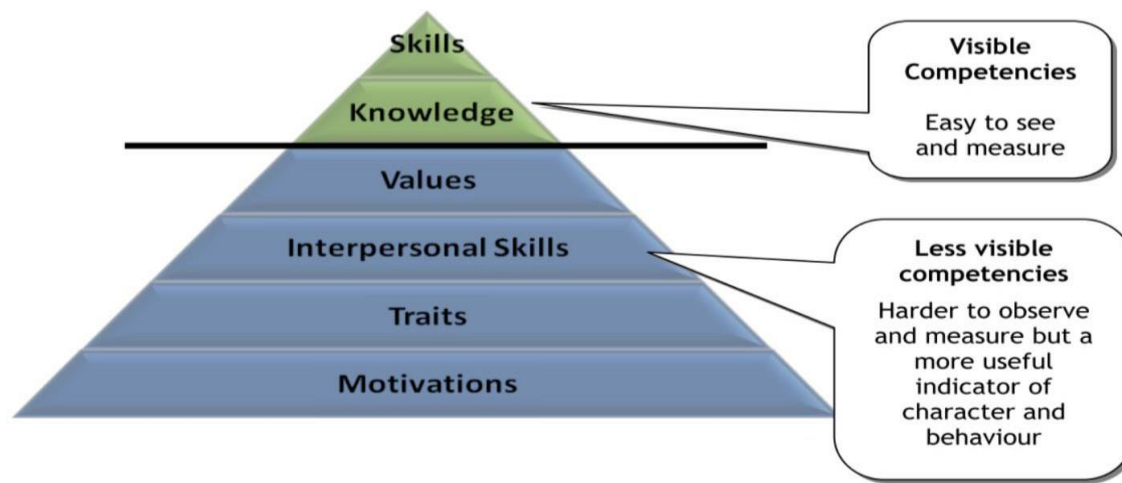 Skills
Knowledge
Values
Interpersonal Skills
Traits
Motivations
Visible
Competencies
Easy to see
and measure
Less visible
competencies
Harder to observe
and measure but a
more useful
indicator of
character and
behaviour